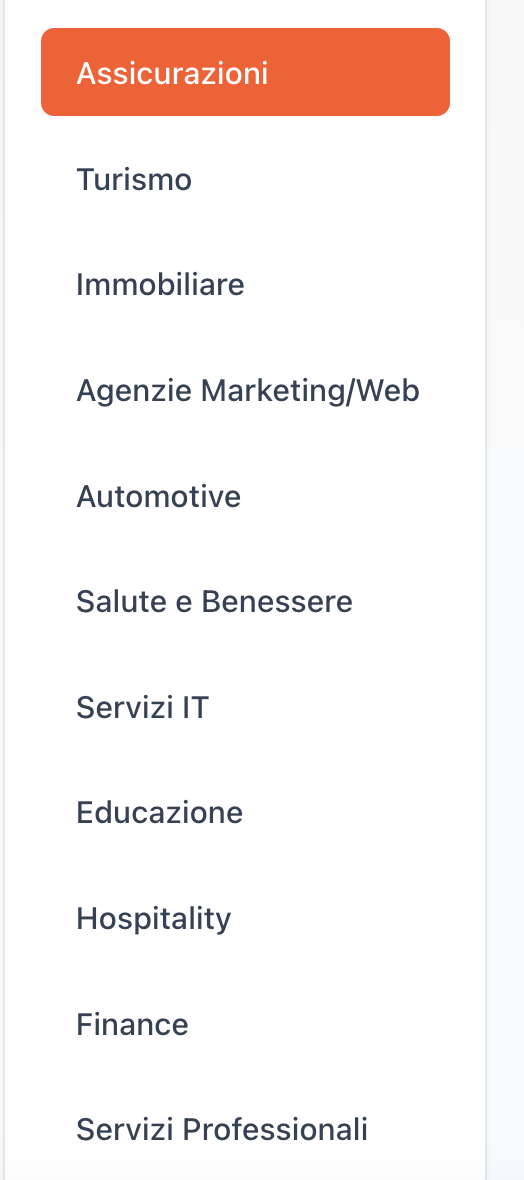 Assicurazioni
Turismo
Immobiliare
Agenzie Marketing/Web
Automotive
Salute e Benessere
Servizi IT
Educazione
Hospitality
Finance
Servizi Professionali